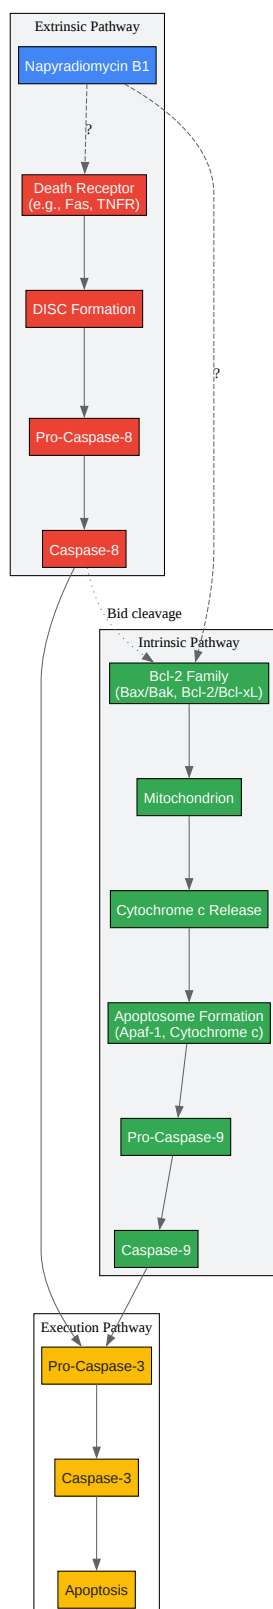 Extrinsic Pathway
Napyradiomycin B1
?
Death Receptor
(e.g., Fas, TNFR)
DISC Formation
?
Pro-Caspase-8
Caspase-8
Bid cleavage
Intrinsic Pathway
Bcl-2 Family
(Bax/Bak, Bcl-2/Bcl-xL)
Mitochondrion
Cytochrome c Release
Apoptosome Formation
(Apaf-1, Cytochrome c)
Pro-Caspase-9
Caspase-9
Execution Pathway
Pro-Caspase-3
Caspase-3
Apoptosis